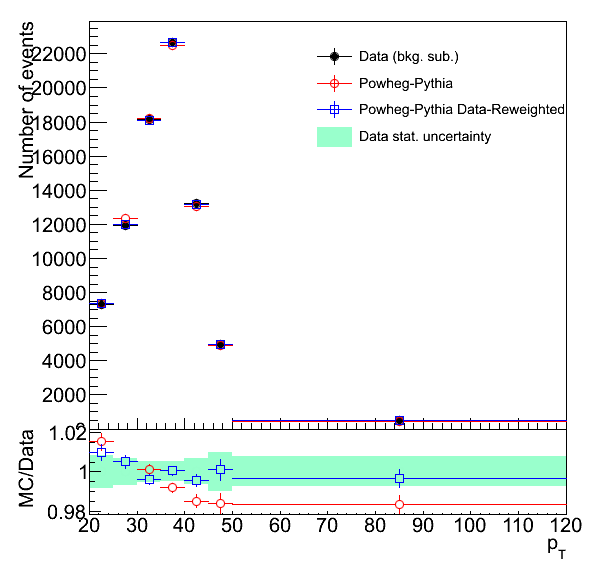 Number of events
22000
20000
18000
16000
14000
12000
10000
8000
6000
4000
2000
Data (bkg. sub.)
Powheg-Pythia
Powheg-Pythia Data-Reweighted
Data stat. uncertainty
MC/Data
1.02
1
0.98
20 30 40 50 60 70 80 90 100 110 120
pT